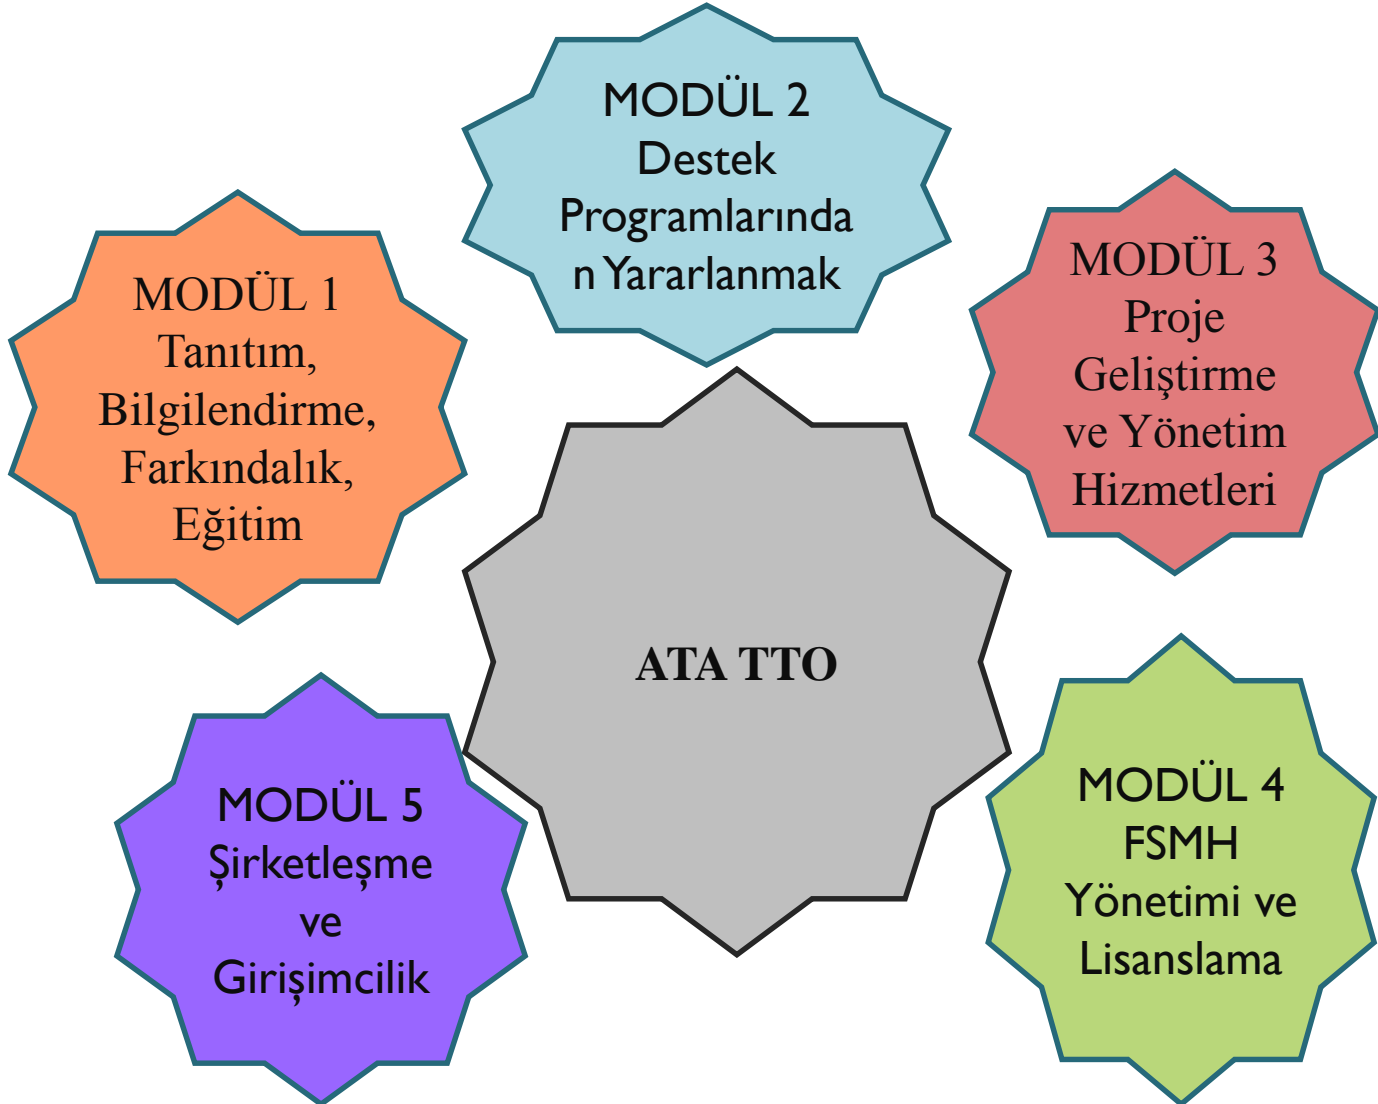 MODÜL 1
Tanıtım,
Bilgilendirme,
Farkındalık,
Eğitim
MODÜL 2
Destek
Programlarında
n Yararlanmak
MODÜL 3
Proje
Geliştirme
ve Yönetim
Hizmetleri
ATA TTO
MODÜL 4
FSMH
Yönetimi ve
Lisanslama
MODÜL 5
Şirketleşme
ve
Girişimcilik